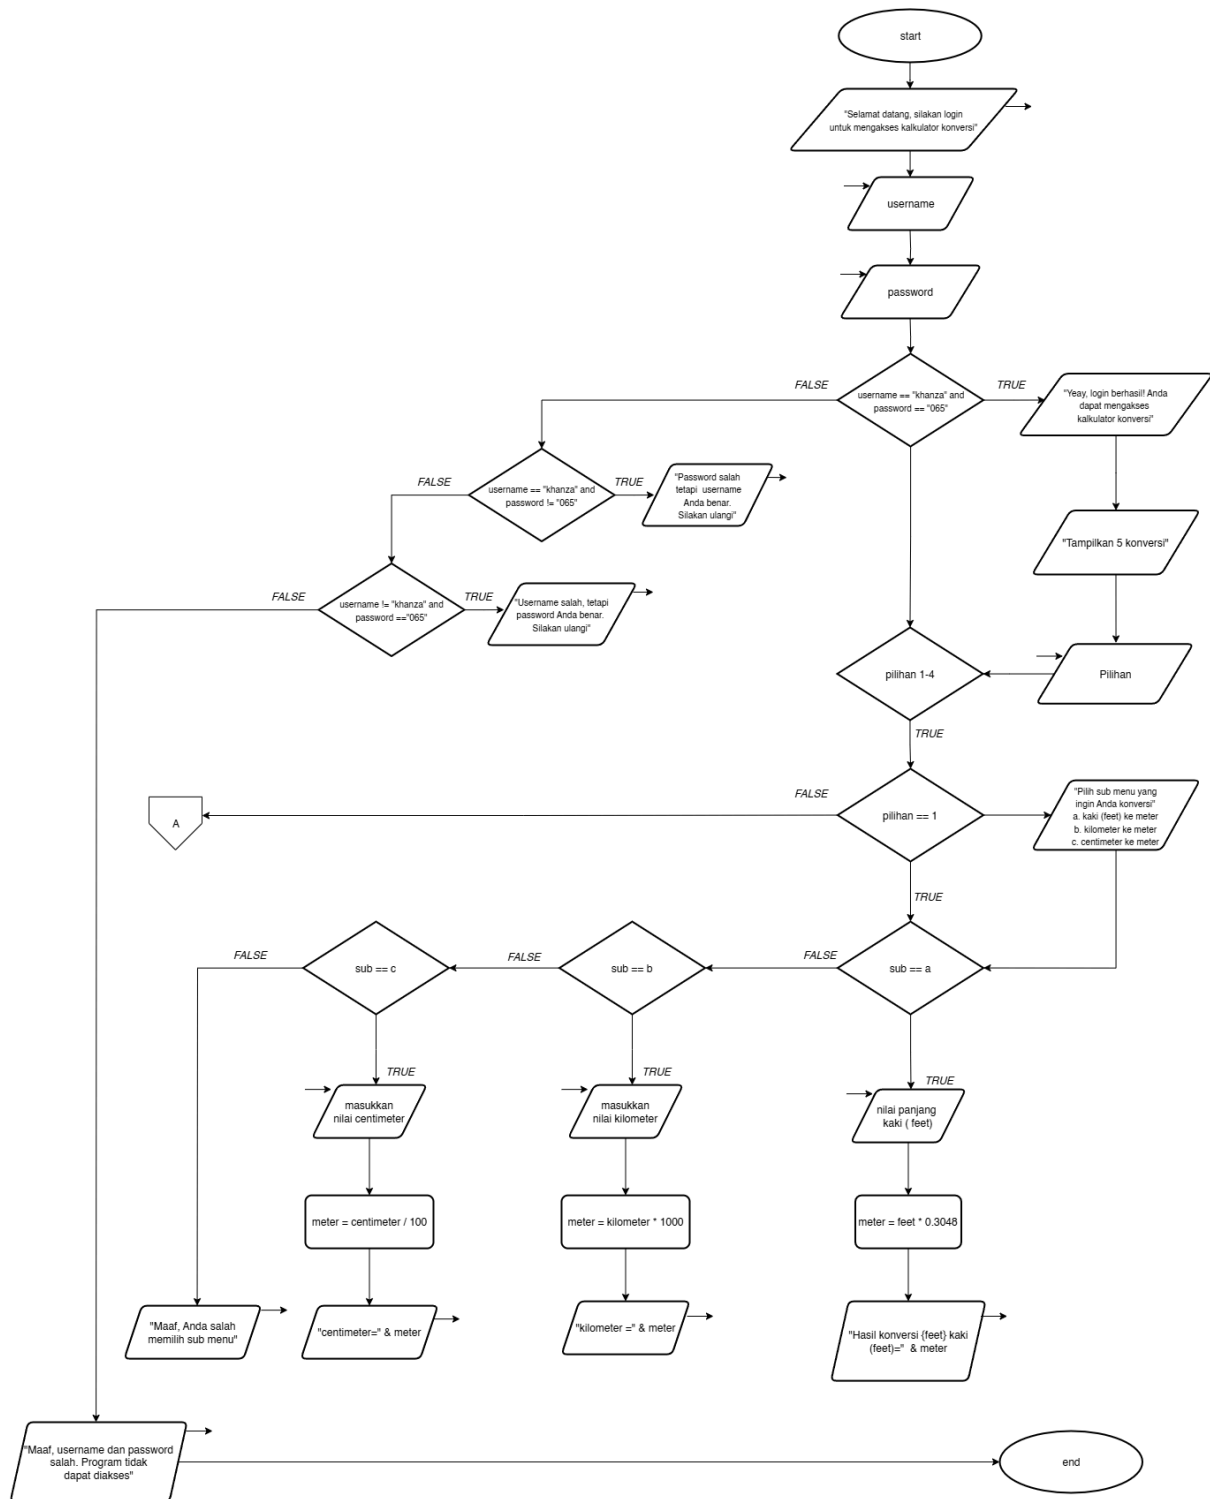 start
"Selamat datang, silakan login
untuk mengakses kalkulator konversi"
username
password
FALSE
username == "khanza" and
password == "065"
TRUE
"Yeay, login berhasil! Anda
dapat mengakses
kalkulator konversi"
FALSE
username == "khanza" and
password != "065"
TRUE
"Password salah
tetapi username
Anda benar.
Silakan ulangi"
"Tampilkan 5 konversi"
FALSE
username != "khanza" and
password =="065"
TRUE
"Username salah, tetapi
password Anda benar.
Silakan ulangi"
pilihan 1-4
Pilihan
TRUE
A
FALSE
pilihan == 1
"Pilih sub menu yang
ingin Anda konversi"
a. kaki (feet) ke meter
b. kilometer ke meter
c. centimeter ke meter
TRUE
FALSE
sub == c
FALSE
sub == b
FALSE
sub == a
TRUE
TRUE
TRUE
masukkan
nilai centimeter
masukkan
nilai kilometer
nilai panjang
kaki ( feet)
meter = centimeter / 100
meter = kilometer * 1000
meter = feet * 0.3048
"Maaf, Anda salah
memilih sub menu"
"centimeter=" & meter
"kilometer =" & meter
"Hasil konversi {feet} kaki
(feet)=" & meter
"Maaf, username dan password
salah. Program tidak
dapat diakses"
end